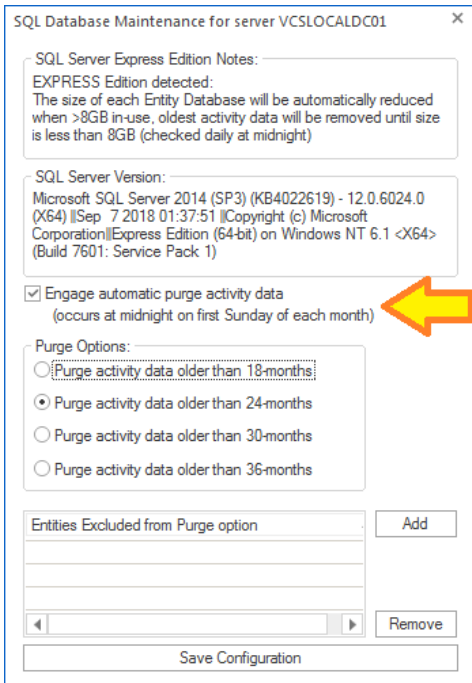 SQL Database Maintenance for server VCSLOCALDC01
SQL Server Express Edition Notes:
EXPRESS Edition detected:
The size of each Entity Database will be automatically reduced
when >8GB in-use, oldest activity data will be removed until size
is less than 8GB (checked daily at midnight)
SQL Server Version:
Microsoft SQL Server 2014 (SP3) (KB4022619) - 12.0.6024.0
(X64) ||Sep  7 2018 01:37:51 ||Copyright (c) Microsoft
Corporation||Express Edition (64-bit) on Windows NT 6.1 <X64>
(Build 7601: Service Pack 1)
Engage automatic purge activity data
(occurs at midnight on first Sunday of each month)
Purge Options:
Purge activity data older than 18-months
Purge activity data older than 24-months
Purge activity data older than 30-months
Purge activity data older than 36-months
Entities Excluded from Purge option
Add
Remove
Save Configuration